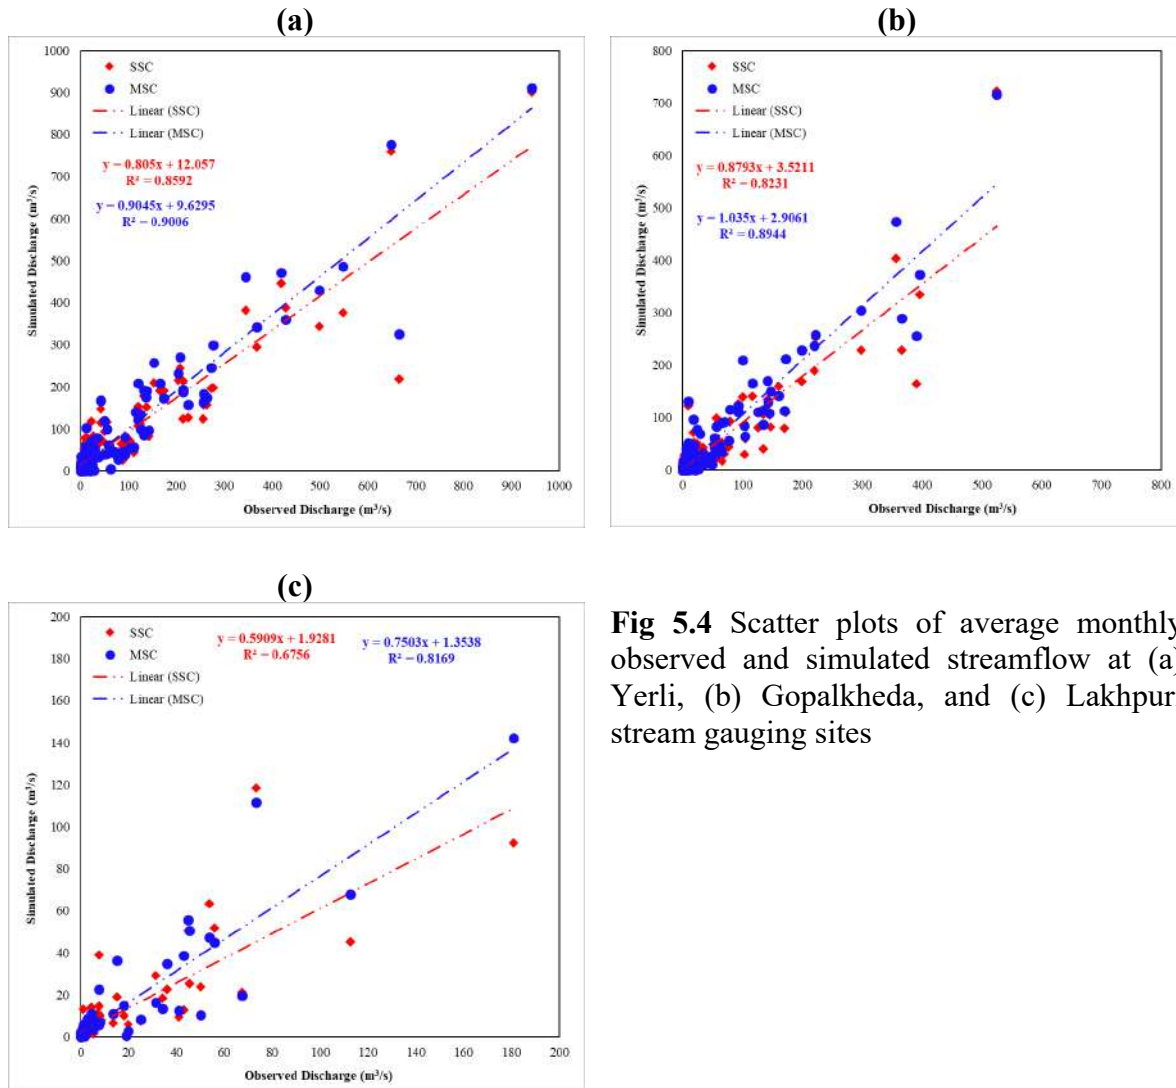 (a)
1000
900
800
700
600
500
400
300
200
100
0
Simulated Discharge (m³/s)
SSC
MSC
Linear (SSC)
Linear (MSC)
y = 0.805x + 12.057
R² = 0.8592
y = 0.9045x + 9.6295
R² = 0.9006
0 100 200 300 400 500 600 700 800 900 1000
Observed Discharge (m³/s)
(b)
800
700
600
500
400
300
200
100
0
Simulated Discharge (m³/s)
SSC
MSC
Linear (SSC)
Linear (MSC)
y = 0.8793x + 3.5211
R² = 0.8231
y = 1.035x + 2.9061
R² = 0.8944
0 100 200 300 400 500 600 700 800
Observed Discharge (m³/s)
(c)
200
180
160
140
120
100
80
60
40
20
0
Simulated Discharge (m³/s)
SSC
MSC
Linear (SSC)
Linear (MSC)
y = 0.5909x + 1.9281
R² = 0.6756
y = 0.7503x + 1.3538
R² = 0.8169
0 20 40 60 80 100 120 140 160 180 200
Observed Discharge (m³/s)
Fig 5.4 Scatter plots of average monthly
observed and simulated streamflow at (a)
Yerli, (b) Gopalkheda, and (c) Lakhpur
stream gauging sites